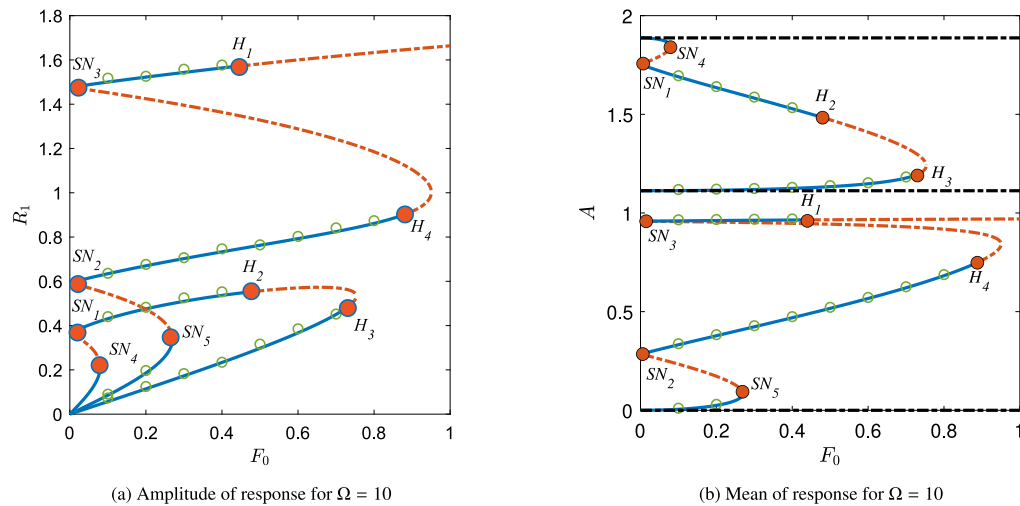 1.8
1.6
1.4
1.2
1
0.8
0.6
0.4
0.2
0
R1
SN3
H1
SN2
H4
SN1
H2
SN5
H3
SN4
0 0.2 0.4 0.6 0.8 1
F0
(a) Amplitude of response for Ω = 10
2
1.5
1
0.5
0
A
SN4
SN1
H2
H3
H1
SN3
H4
SN2
SN5
0 0.2 0.4 0.6 0.8 1
F0
(b) Mean of response for Ω = 10